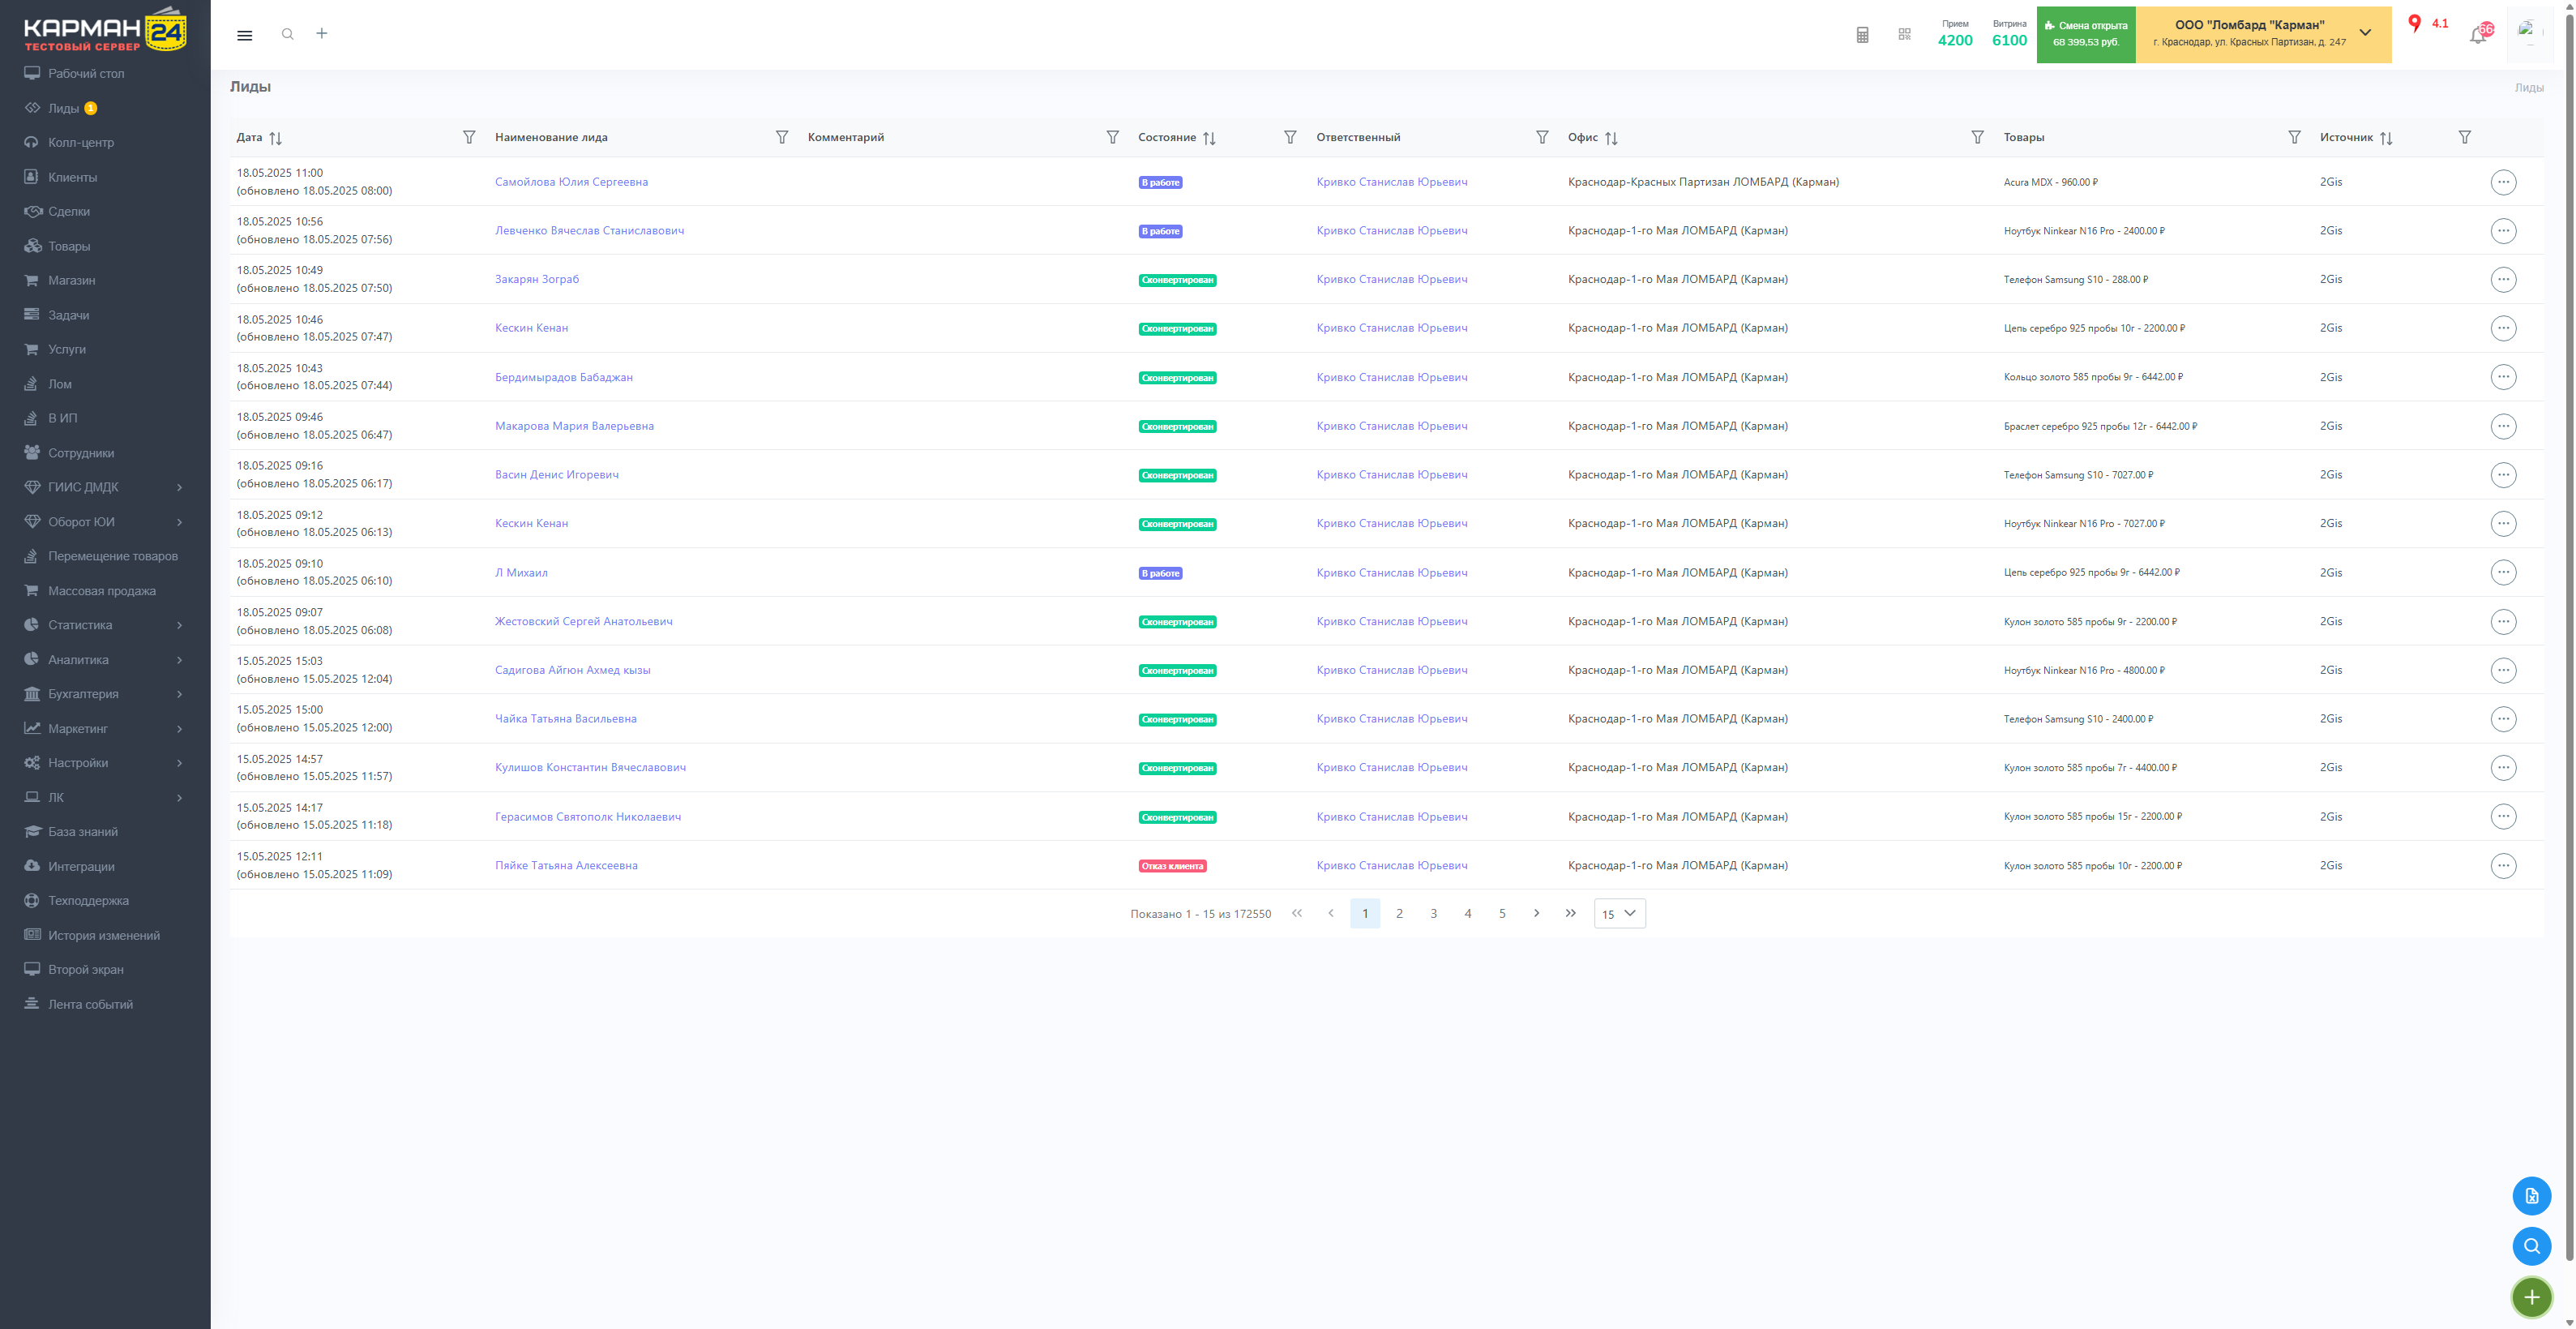 КАРМАН 24
ТЕСТОВЫЙ СЕРВЕР
Рабочий стол
Лиды 1
Колл-центр
Клиенты
Сделки
Товары
Магазин
Задачи
Услуги
Лом
В ИП
Сотрудники
ГИИС ДМДК
Оборот ЮИ
Перемещение товаров
Массовая продажа
Статистика
Аналитика
Бухгалтерия
Маркетинг
Настройки
ЛК
База знаний
Интеграции
Техподдержка
История изменений
Второй экран
Лента событий
Прием
4200
Витрина
6100
Смена открыта
68 399,53 руб.
ООО "Ломбард "Карман"
г. Краснодар, ул. Красных Партизан, д. 247
4.1
Лиды
Лиды
Дата Наименование лида Комментарий Состояние Ответственный Офис Товары Источник
18.05.2025 11:00
(обновлено 18.05.2025 08:00)
Самойлова Юлия Сергеевна В работе Кривко Станислав Юрьевич Краснодар-Красных Партизан ЛОМБАРД (Карман) Acura MDX - 960.00 ₽ 2Gis
18.05.2025 10:56
(обновлено 18.05.2025 07:56)
Левченко Вячеслав Станиславович В работе Кривко Станислав Юрьевич Краснодар-1-го Мая ЛОМБАРД (Карман) Ноутбук Ninkear N16 Pro - 2400.00 ₽ 2Gis
18.05.2025 10:49
(обновлено 18.05.2025 07:50)
Закарян Зограб Сконвертирован Кривко Станислав Юрьевич Краснодар-1-го Мая ЛОМБАРД (Карман) Телефон Samsung S10 - 288.00 ₽ 2Gis
18.05.2025 10:46
(обновлено 18.05.2025 07:47)
Кескин Кенан Сконвертирован Кривко Станислав Юрьевич Краснодар-1-го Мая ЛОМБАРД (Карман) Цепь серебро 925 пробы 10г - 2200.00 ₽ 2Gis
18.05.2025 10:43
(обновлено 18.05.2025 07:44)
Бердимырадов Бабаджан Сконвертирован Кривко Станислав Юрьевич Краснодар-1-го Мая ЛОМБАРД (Карман) Кольцо золото 585 пробы 9г - 6442.00 ₽ 2Gis
18.05.2025 09:46
(обновлено 18.05.2025 06:47)
Макарова Мария Валерьевна Сконвертирован Кривко Станислав Юрьевич Краснодар-1-го Мая ЛОМБАРД (Карман) Браслет серебро 925 пробы 12г - 6442.00 ₽ 2Gis
18.05.2025 09:16
(обновлено 18.05.2025 06:17)
Васин Денис Игоревич Сконвертирован Кривко Станислав Юрьевич Краснодар-1-го Мая ЛОМБАРД (Карман) Телефон Samsung S10 - 7027.00 ₽ 2Gis
18.05.2025 09:12
(обновлено 18.05.2025 06:13)
Кескин Кенан Сконвертирован Кривко Станислав Юрьевич Краснодар-1-го Мая ЛОМБАРД (Карман) Ноутбук Ninkear N16 Pro - 7027.00 ₽ 2Gis
18.05.2025 09:10
(обновлено 18.05.2025 06:10)
Л Михаил В работе Кривко Станислав Юрьевич Краснодар-1-го Мая ЛОМБАРД (Карман) Цепь серебро 925 пробы 9г - 6442.00 ₽ 2Gis
18.05.2025 09:07
(обновлено 18.05.2025 06:08)
Жестовский Сергей Анатольевич Сконвертирован Кривко Станислав Юрьевич Краснодар-1-го Мая ЛОМБАРД (Карман) Кулон золото 585 пробы 9г - 2200.00 ₽ 2Gis
15.05.2025 15:03
(обновлено 15.05.2025 12:04)
Садигова Айгюн Ахмед кызы Сконвертирован Кривко Станислав Юрьевич Краснодар-1-го Мая ЛОМБАРД (Карман) Ноутбук Ninkear N16 Pro - 4800.00 ₽ 2Gis
15.05.2025 15:00
(обновлено 15.05.2025 12:00)
Чайка Татьяна Васильевна Сконвертирован Кривко Станислав Юрьевич Краснодар-1-го Мая ЛОМБАРД (Карман) Телефон Samsung S10 - 2400.00 ₽ 2Gis
15.05.2025 14:57
(обновлено 15.05.2025 11:57)
Кулишов Константин Вячеславович Сконвертирован Кривко Станислав Юрьевич Краснодар-1-го Мая ЛОМБАРД (Карман) Кулон золото 585 пробы 7г - 4400.00 ₽ 2Gis
15.05.2025 14:17
(обновлено 15.05.2025 11:18)
Герасимов Святополк Николаевич Сконвертирован Кривко Станислав Юрьевич Краснодар-1-го Мая ЛОМБАРД (Карман) Кулон золото 585 пробы 15г - 2200.00 ₽ 2Gis
15.05.2025 12:11
(обновлено 15.05.2025 11:09)
Пяйке Татьяна Алексеевна Отказ клиента Кривко Станислав Юрьевич Краснодар-1-го Мая ЛОМБАРД (Карман) Кулон золото 585 пробы 10г - 2200.00 ₽ 2Gis
Показано 1 - 15 из 172550 1 2 3 4 5 15